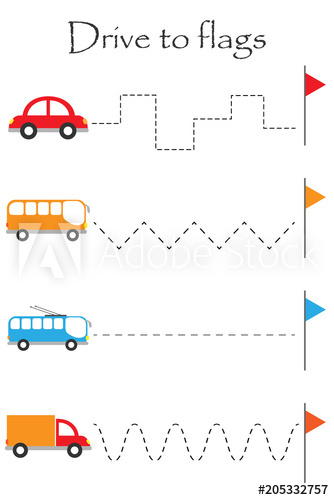 Drive to flags
Adobe Stock
#205332757